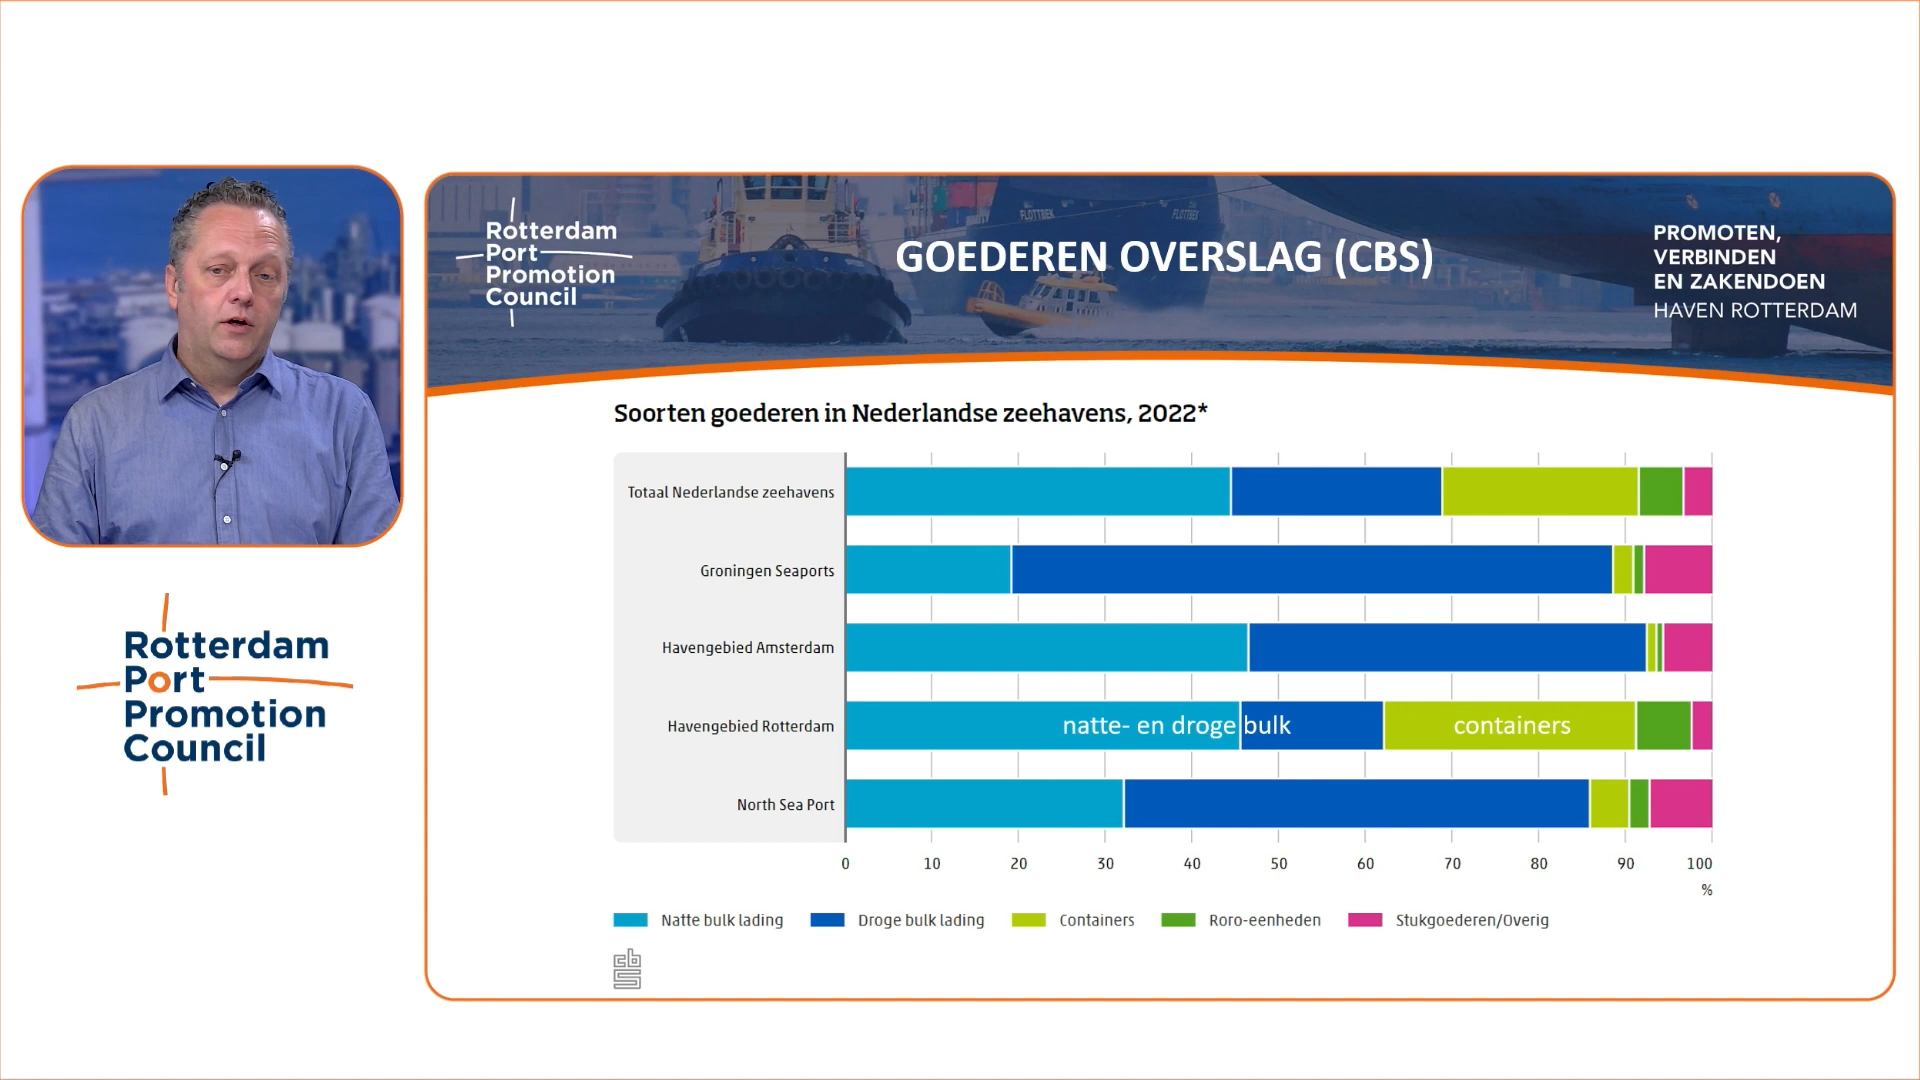 Rotterdam
Port
Promotion
Council
GOEDEREN OVERSLAG (CBS)
PROMOTEN,
VERBINDEN
EN ZAKENDOEN
HAVEN ROTTERDAM
FLOTTBEK
FLOTTBEK
Soorten goederen in Nederlandse zeehavens, 2022*
Totaal Nederlandse zeehavens
Groningen Seaports
Havengebied Amsterdam
Havengebied Rotterdam
natte- en droge bulk
containers
North Sea Port
0 10 20 30 40 50 60 70 80 90 100
%
Natte bulk lading Droge bulk lading Containers Roro-eenheden Stukgoederen/Overig
cbs
Rotterdam
Port
Promotion
Council